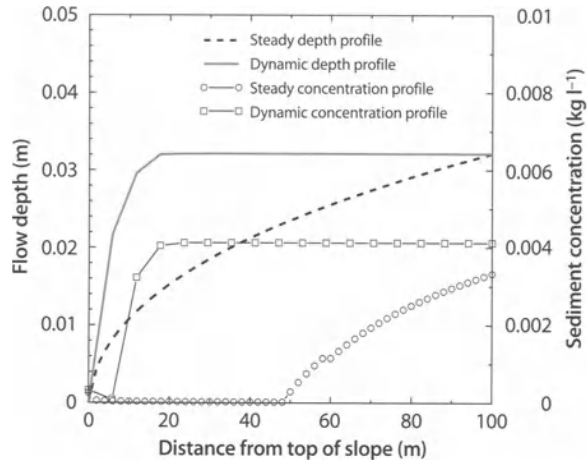 0.05
0.04
0.03
0.02
0.01
0
Flow depth (m)
Steady depth profile
Dynamic depth profile
Steady concentration profile
Dynamic concentration profile
0.01
0.008
0.006
0.004
0.002
0
Sediment concentration (kg l⁻¹)
0 20 40 60 80 100
Distance from top of slope (m)